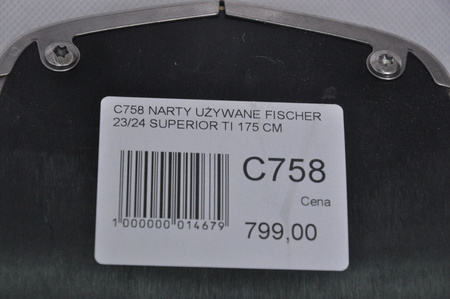 C758 NARTY UŻYWANE FISCHER
23/24 SUPERIOR TI 175 CM
C758
Cena
1 000000 014679
799,00